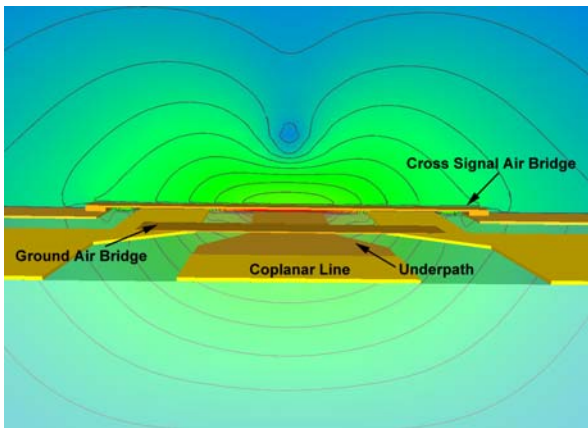 Cross Signal Air Bridge
Ground Air Bridge
Coplanar Line
Underpath